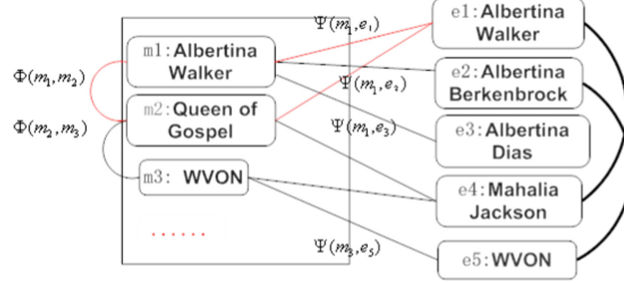 Φ(m₁,m₂)
Φ(m₂,m₃)
m1:Albertina
Walker
m2:Queen of
Gospel
m3: WVON
......
Ψ(m₁,e₁)
Ψ(m₁,e₂)
Ψ(m₁,e₃)
Ψ(m₃,e₅)
e1:Albertina
Walker
e2:Albertina
Berkenbrock
e3:Albertina
Dias
e4:Mahalia
Jackson
e5:WVON